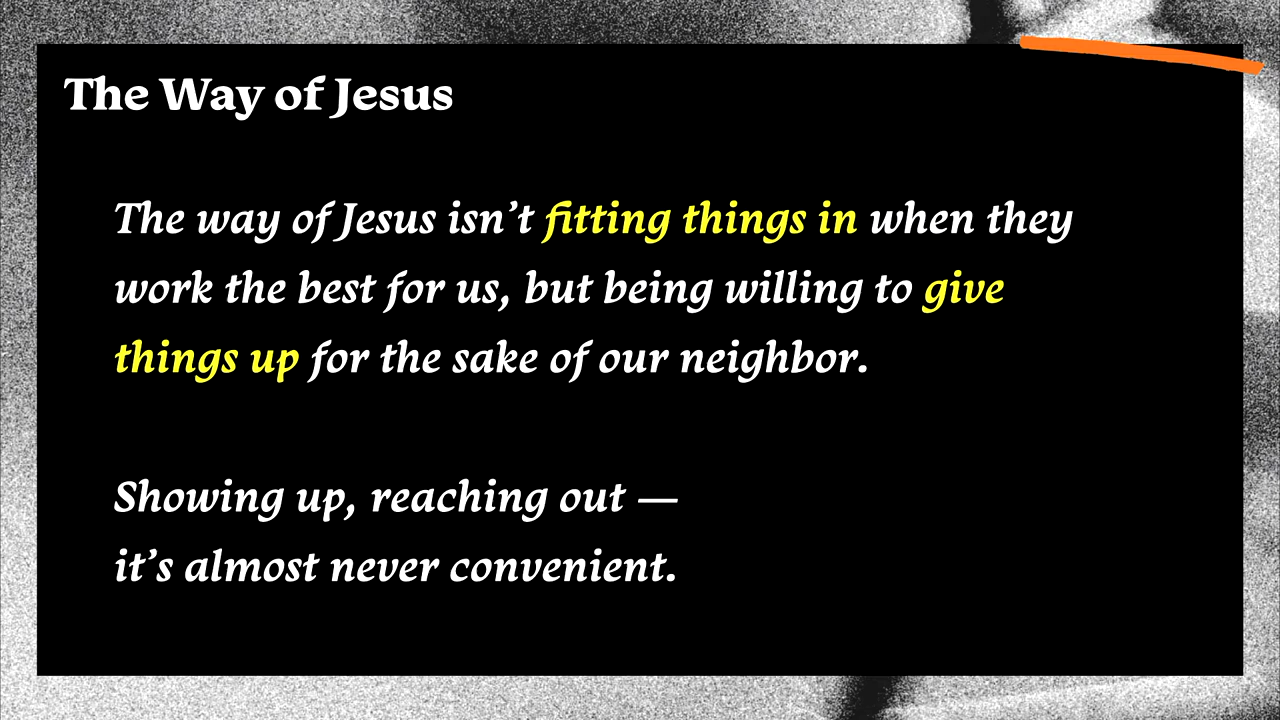 The Way of Jesus
The way of Jesus isn’t fitting things in when they
work the best for us, but being willing to give
things up for the sake of our neighbor.
Showing up, reaching out —
it’s almost never convenient.